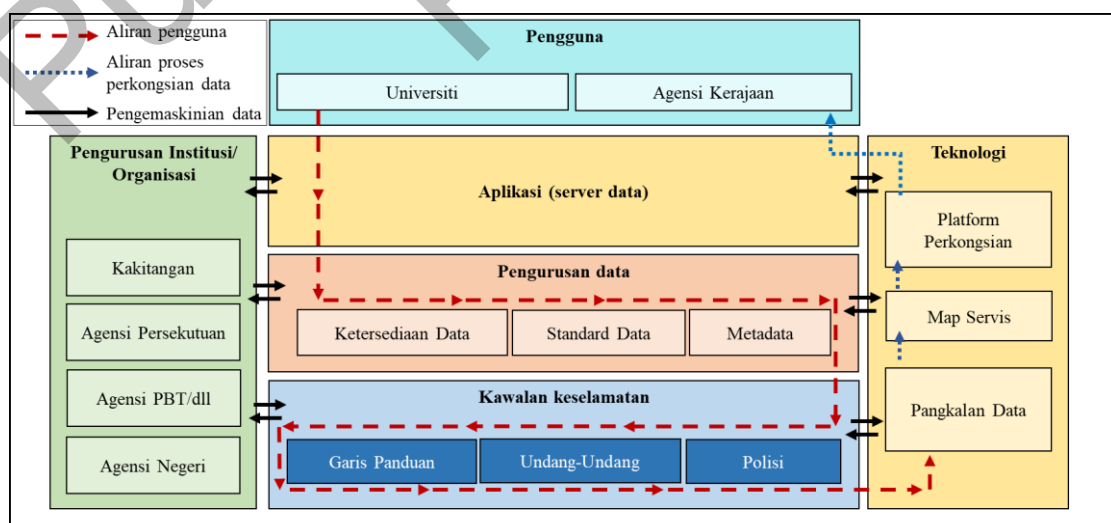 Aliran pengguna
Aliran proses
perkongsian data
Pengemaskinian data
Pengguna
Universiti
Agensi Kerajaan
Pengurusan Institusi/
Organisasi
Kakitangan
Agensi Persekutuan
Agensi PBT/dll
Agensi Negeri
Aplikasi (server data)
Pengurusan data
Ketersediaan Data
Standard Data
Metadata
Kawalan keselamatan
Garis Panduan
Undang-Undang
Polisi
Teknologi
Platform
Perkongsian
Map Servis
Pangkalan Data